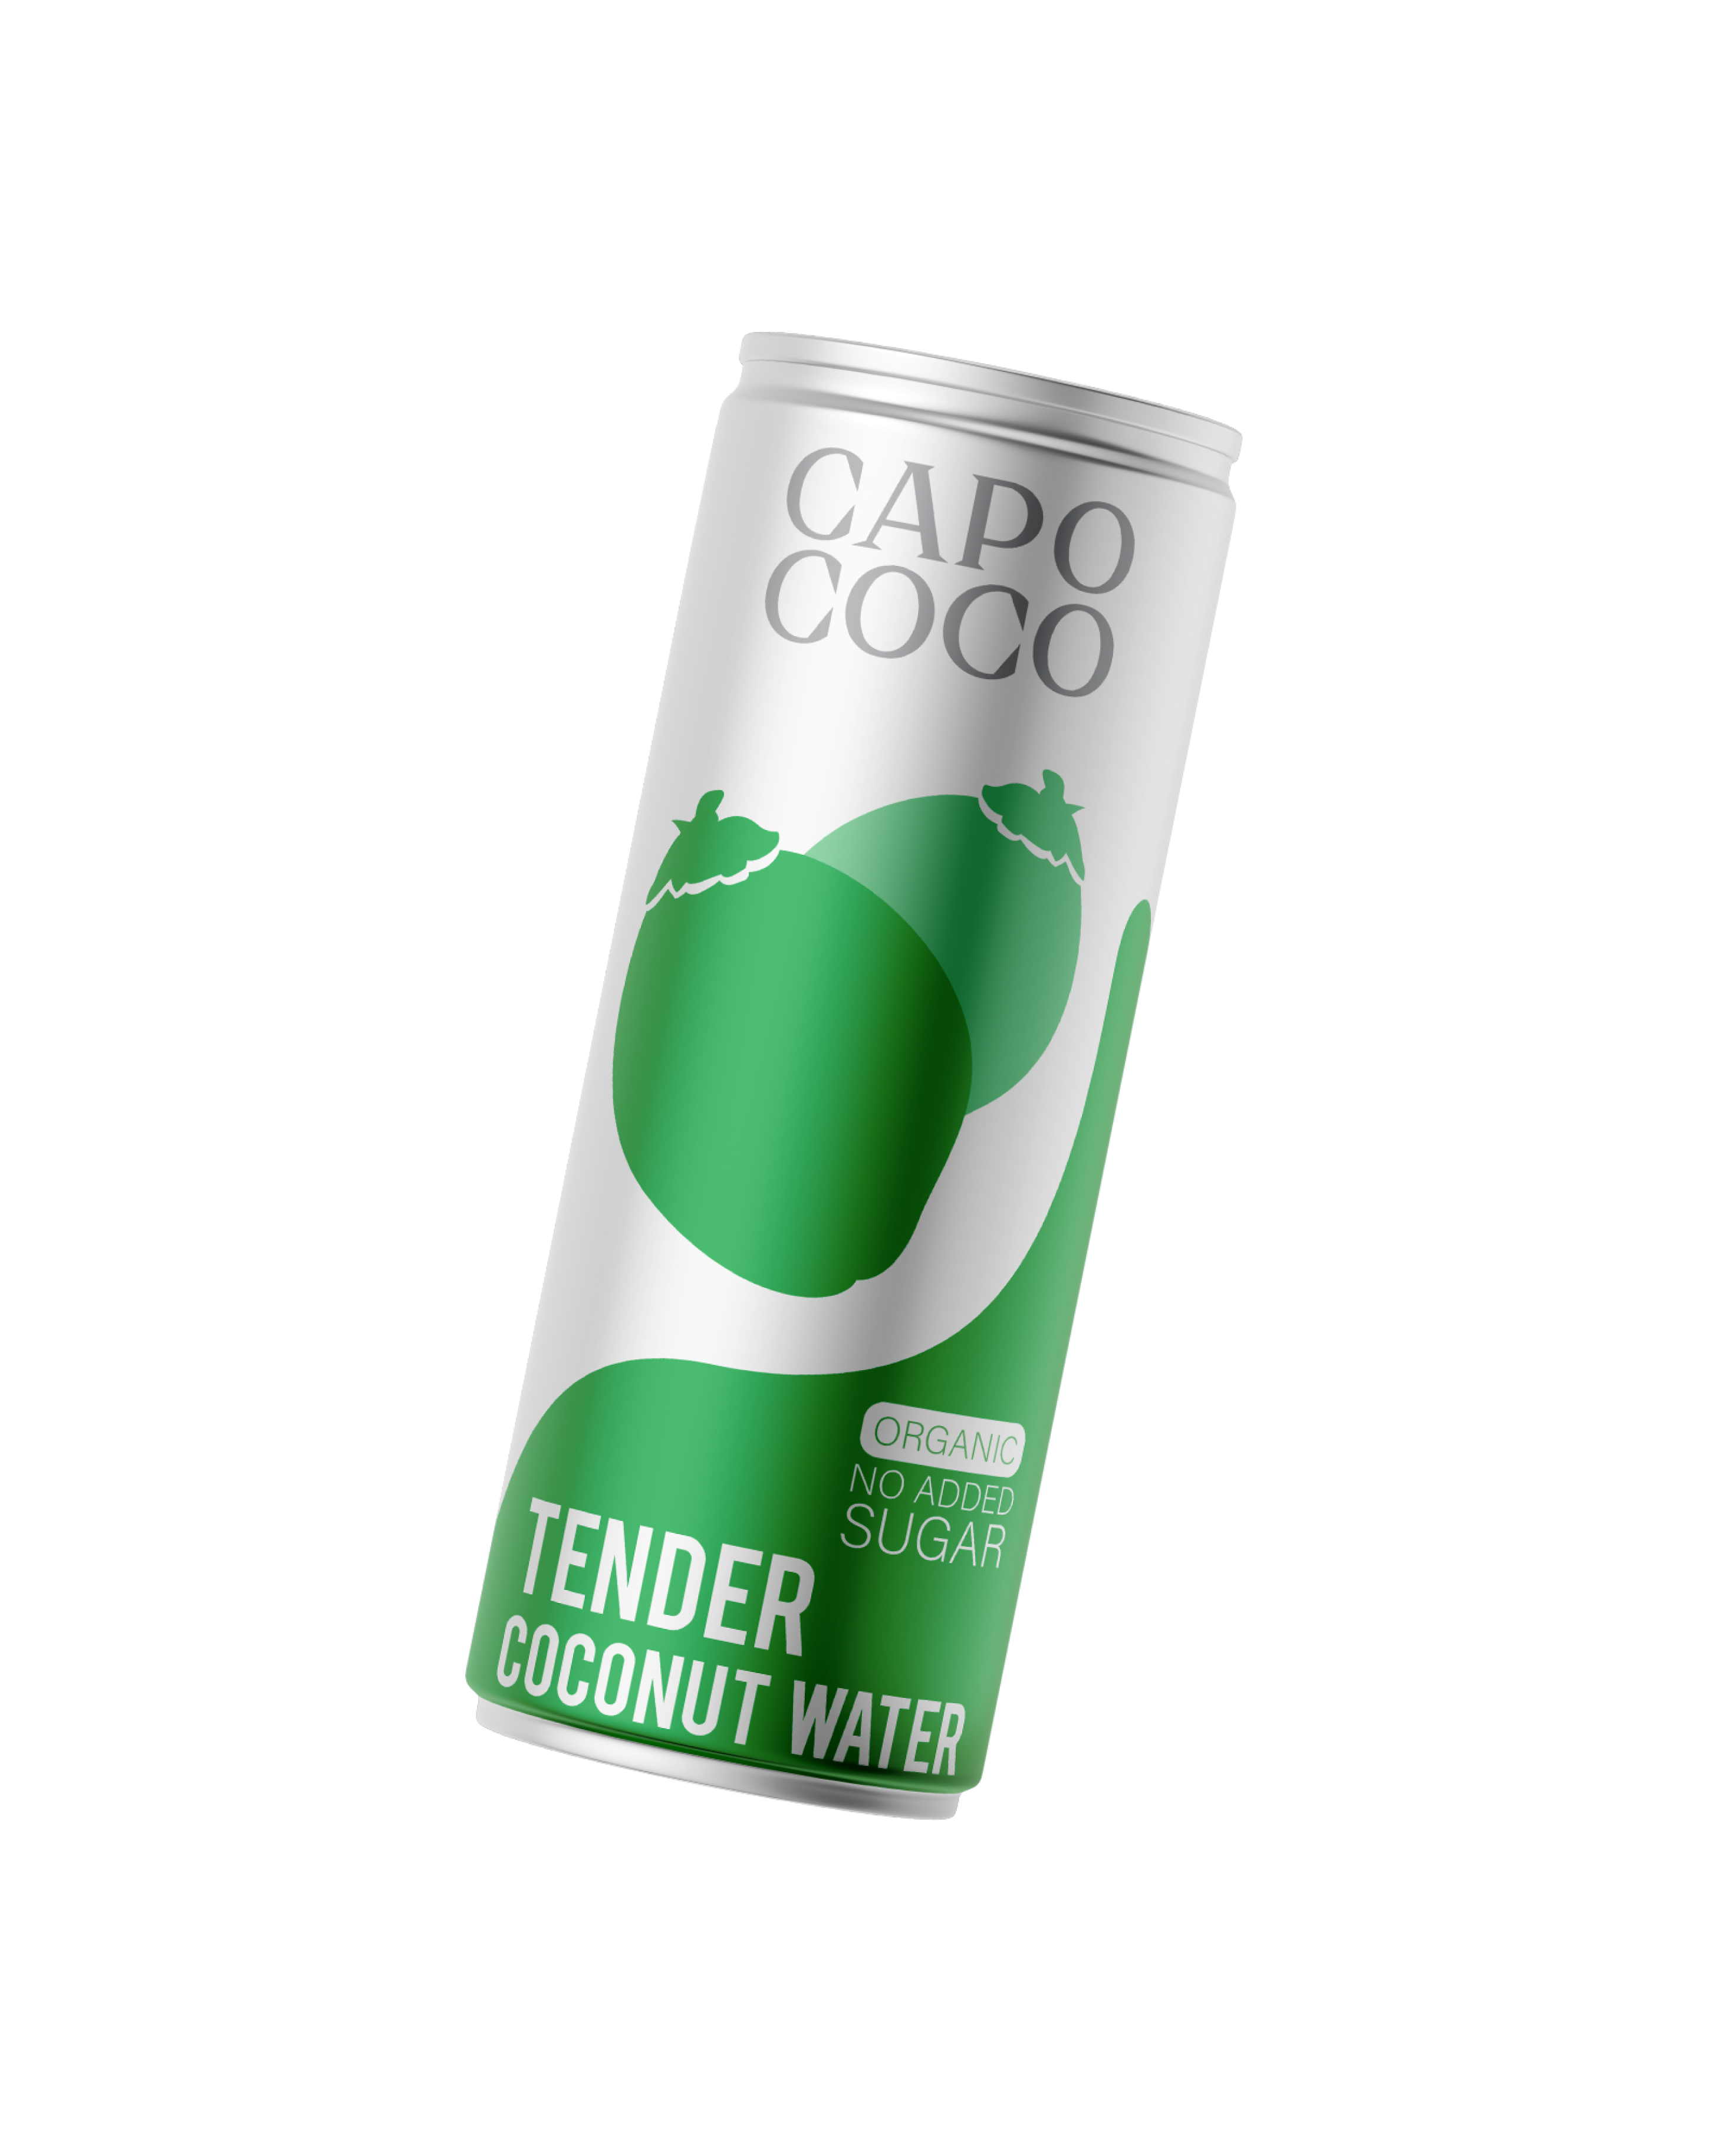 CAPO
COCO
ORGANIC
NO ADDED
SUGAR
TENDER
COCONUT WATER